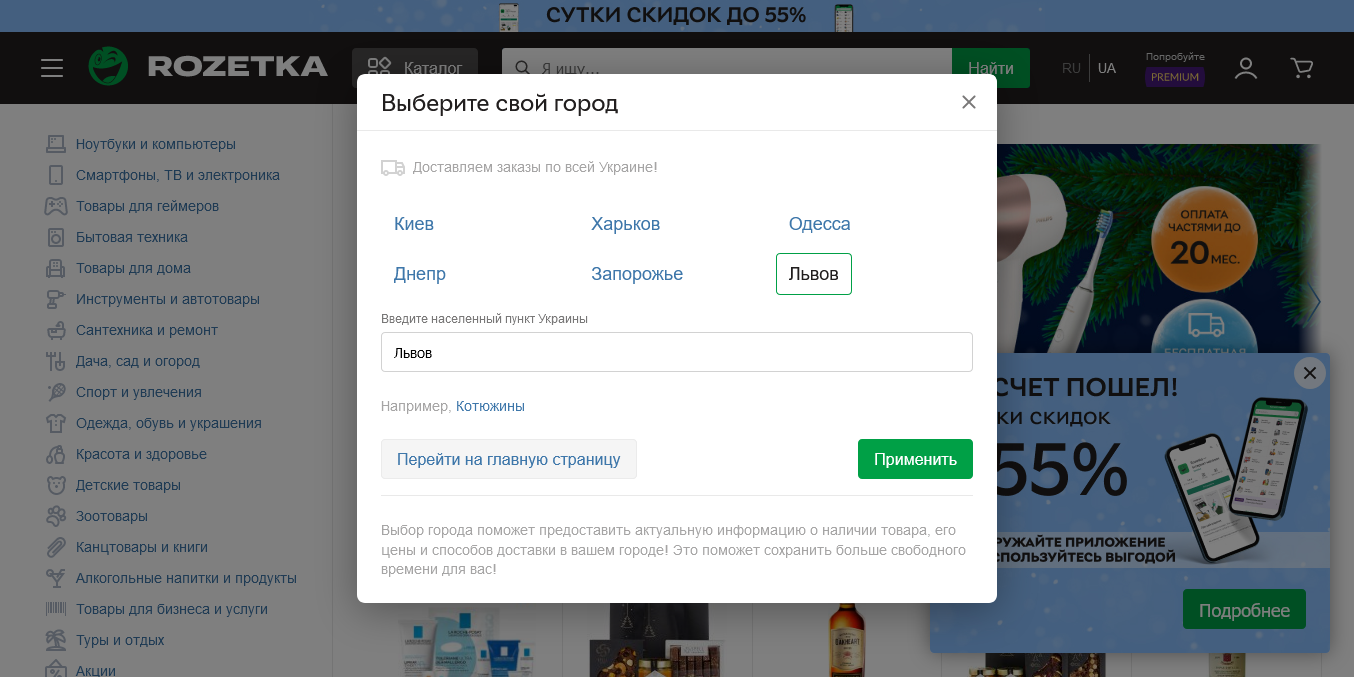 СУТКИ СКИДОК ДО 55%
ROZETKA
Каталог
Я ищу...
Найти
RU
UA
Попробуйте
PREMIUM
Ноутбуки и компьютеры
Смартфоны, ТВ и электроника
Товары для геймеров
Бытовая техника
Товары для дома
Инструменты и автотовары
Сантехника и ремонт
Дача, сад и огород
Спорт и увлечения
Одежда, обувь и украшения
Красота и здоровье
Детские товары
Зоотовары
Канцтовары и книги
Алкогольные напитки и продукты
Товары для бизнеса и услуги
Туры и отдых
Акции
Выберите свой город
Доставляем заказы по всей Украине!
Киев
Харьков
Одесса
Днепр
Запорожье
Львов
Введите населенный пункт Украины
Львов
Например, Котюжины
Перейти на главную страницу
Применить
Выбор города поможет предоставить актуальную информацию о наличии товара, его
цены и способов доставки в вашем городе! Это поможет сохранить больше свободного
времени для вас!
ОПЛАТА
ЧАСТЯМИ ДО
20 МЕС.
БЕСПЛАТНАЯ
СЧЕТ ПОШЕЛ!
КИ СКИДОК
55%
РУЖАЙТЕ ПРИЛОЖЕНИЕ
СПОЛЬЗУЙТЕСЬ ВЫГОДОЙ
Подробнее